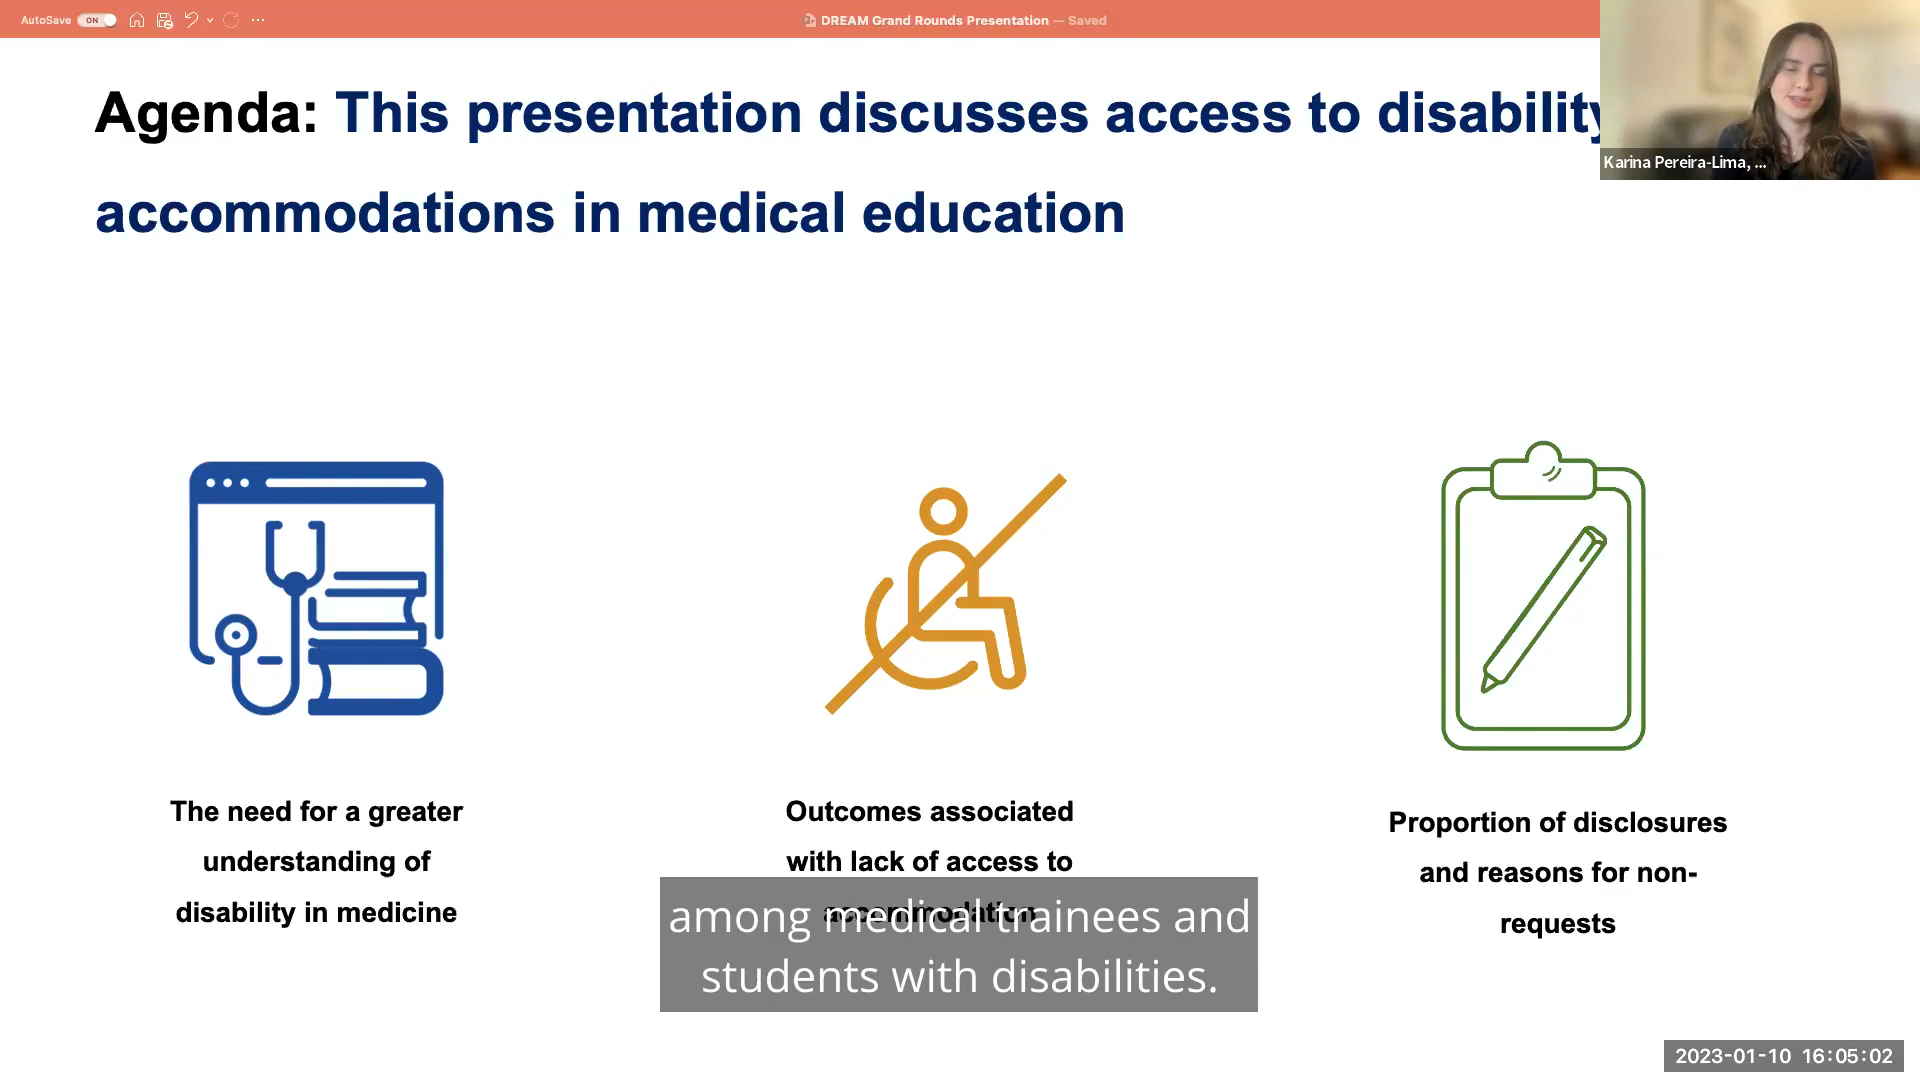 AutoSave ON DREAM Grand Rounds Presentation — Saved
Agenda: This presentation discusses access to disability
accommodations in medical education
Karina Pereira-Lima, ...
The need for a greater
understanding of
disability in medicine
Outcomes associated
with lack of access to
accommodation
Proportion of disclosures
and reasons for non-
requests
among medical trainees and
students with disabilities.
2023-01-10 16:05:02